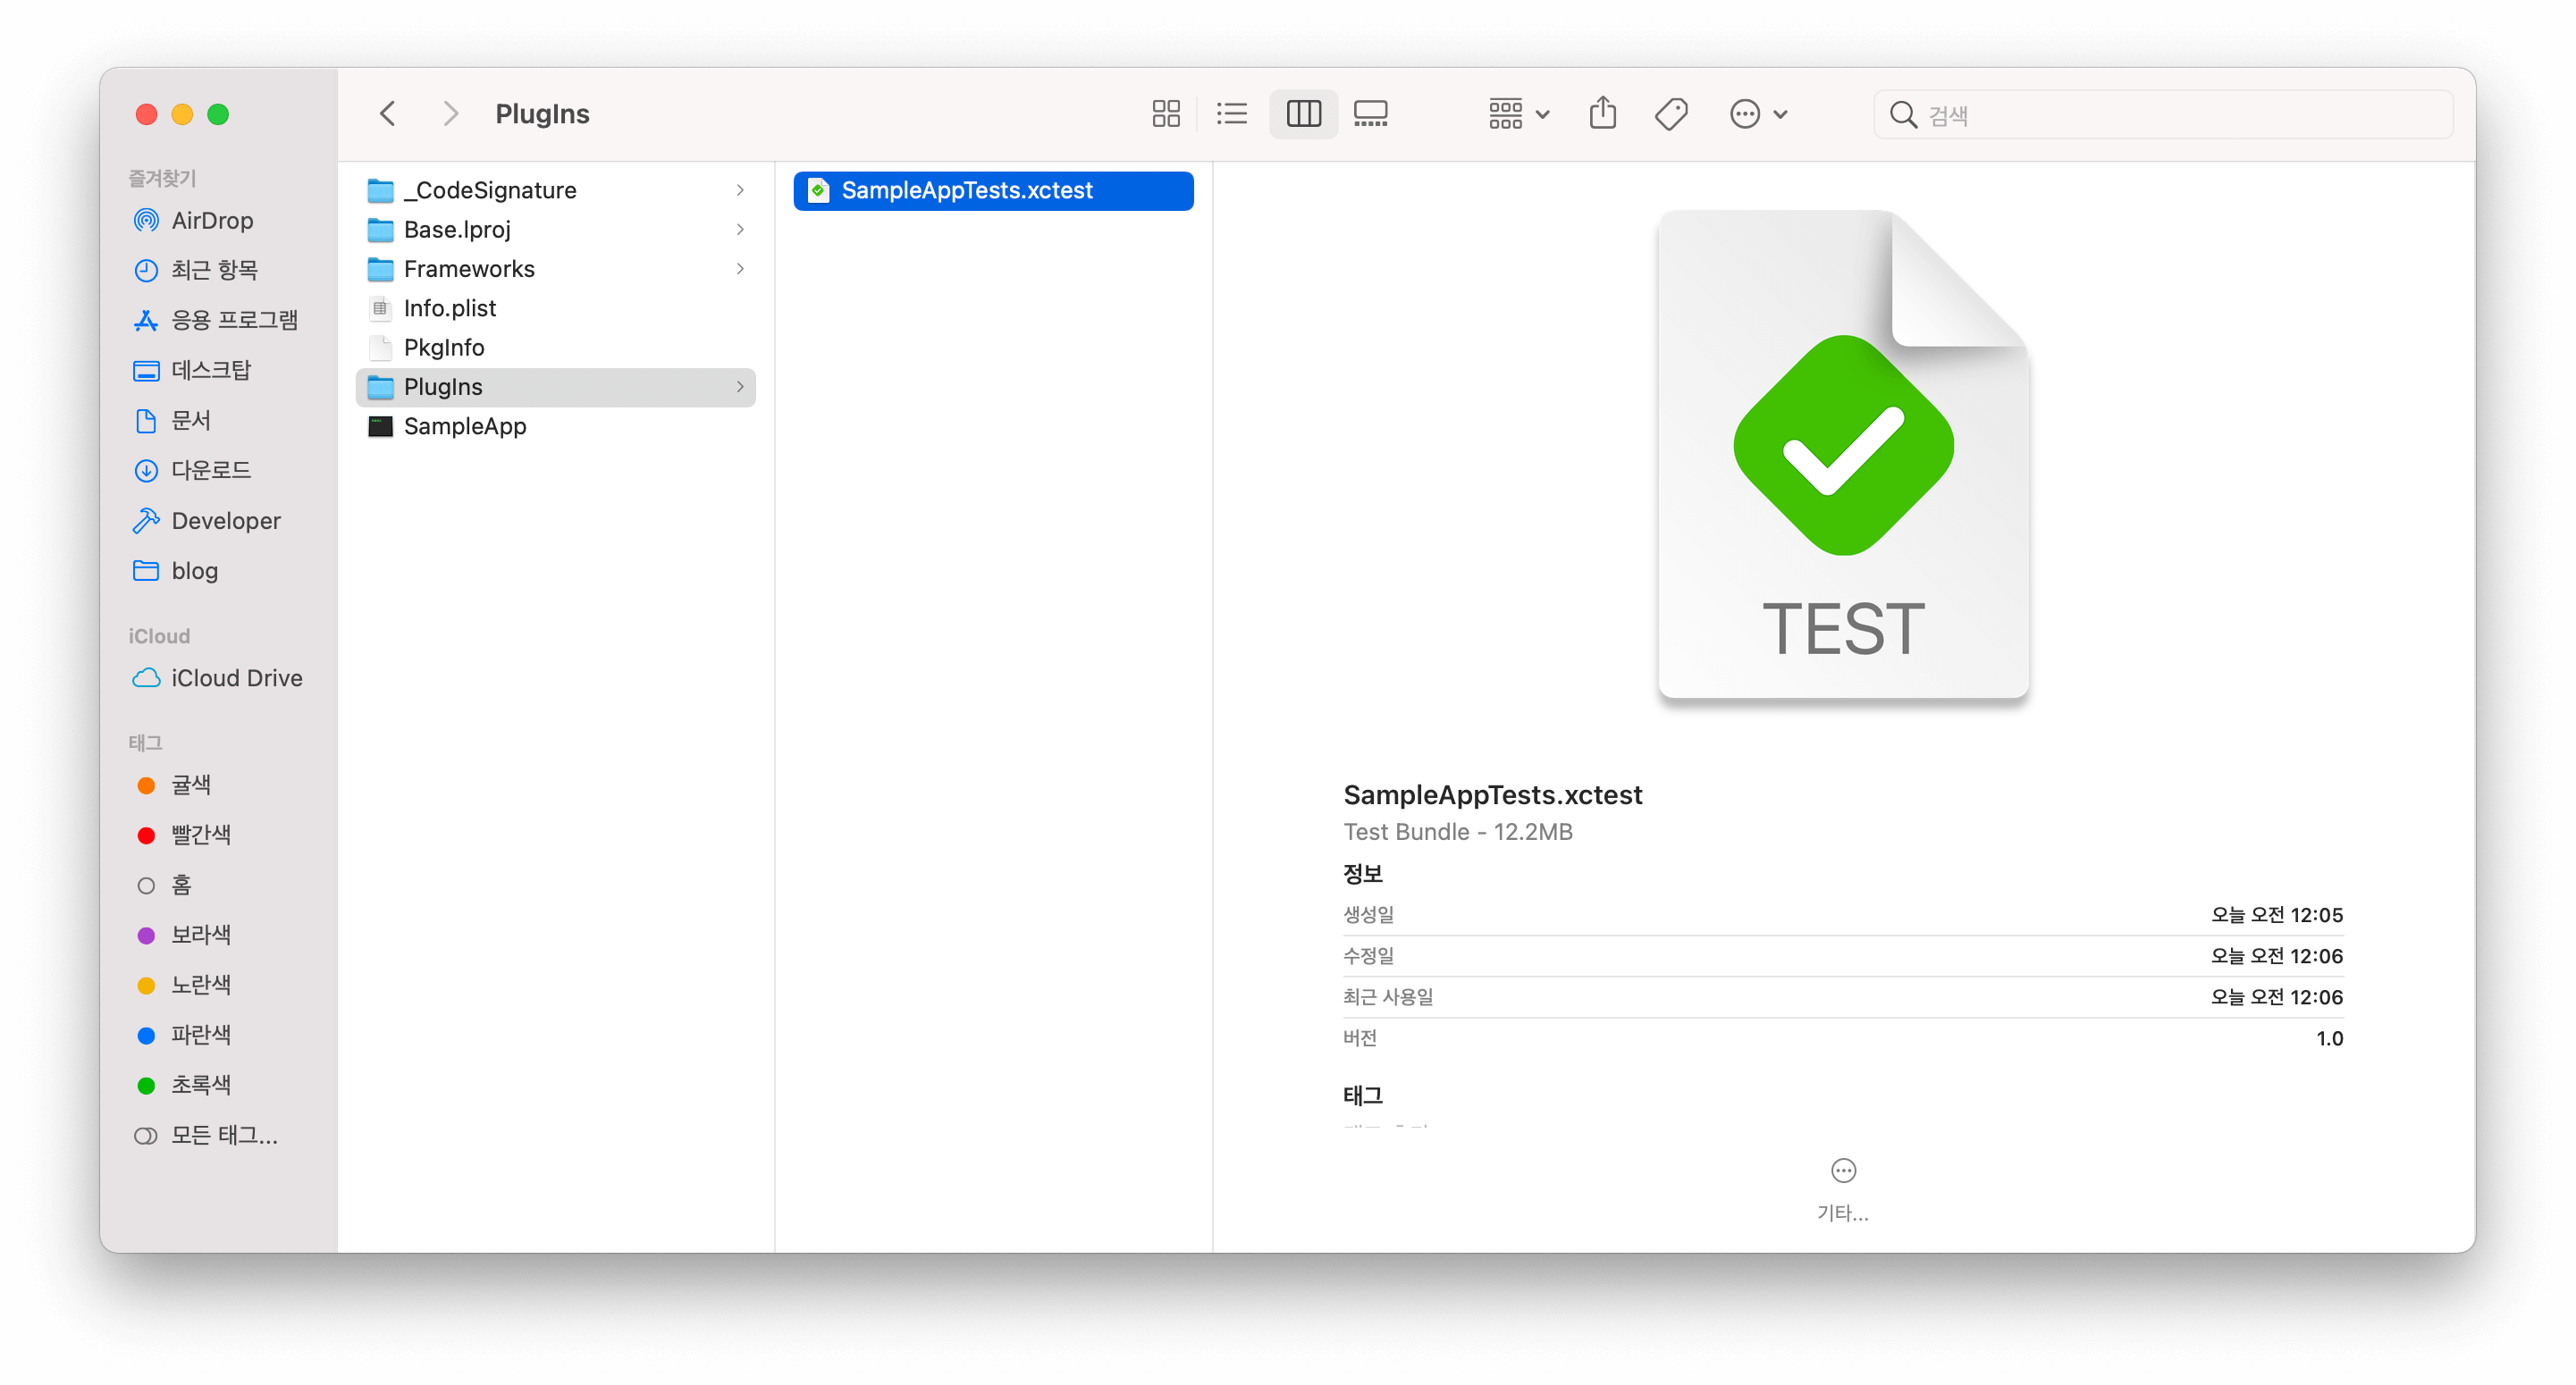 PlugIns
검색
즐겨찾기
AirDrop
최근 항목
응용 프로그램
데스크탑
문서
다운로드
Developer
blog
iCloud
iCloud Drive
태그
귤색
빨간색
홈
보라색
노란색
파란색
초록색
모든 태그...
_CodeSignature
Base.lproj
Frameworks
Info.plist
PkgInfo
PlugIns
SampleApp
SampleAppTests.xctest
TEST
SampleAppTests.xctest
Test Bundle - 12.2MB
정보
생성일 오늘 오전 12:05
수정일 오늘 오전 12:06
최근 사용일 오늘 오전 12:06
버전 1.0
태그
기타...